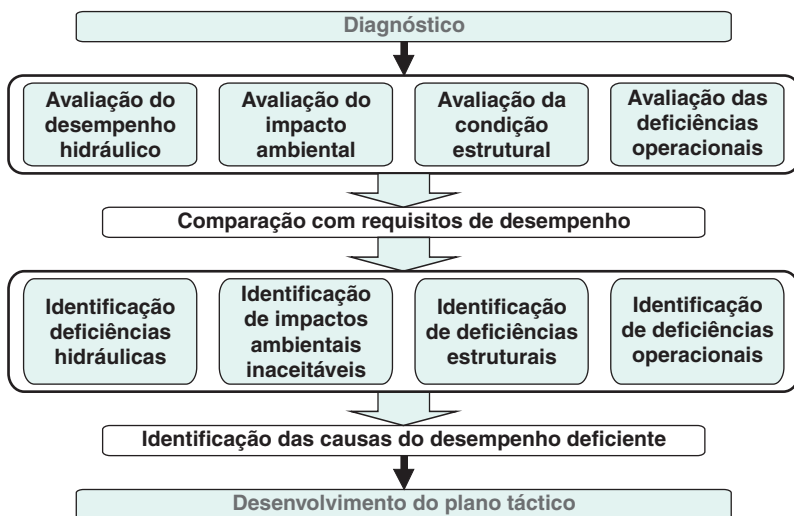 Diagnóstico
Avaliação do
desempenho
hidráulico
Avaliação do
impacto
ambiental
Avaliação da
condição
estrutural
Avaliação das
deficiências
operacionais
Comparação com requisitos de desempenho
Identificação
deficiências
hidráulicas
Identificação
de impactos
ambientais
inaceitáveis
Identificação
de deficiências
estruturais
Identificação
de deficiências
operacionais
Identificação das causas do desempenho deficiente
Desenvolvimento do plano táctico